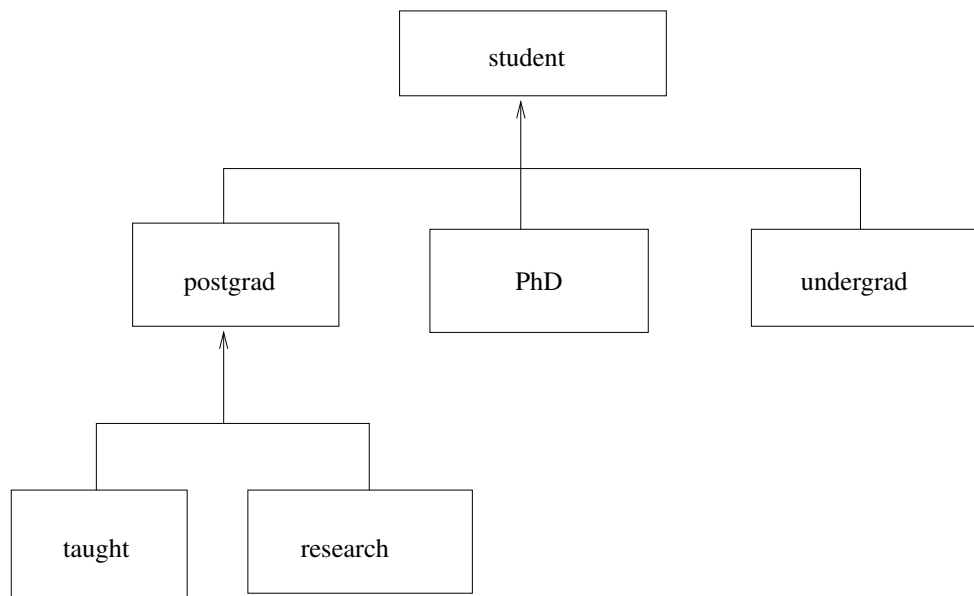 student
postgrad
PhD
undergrad
taught
research